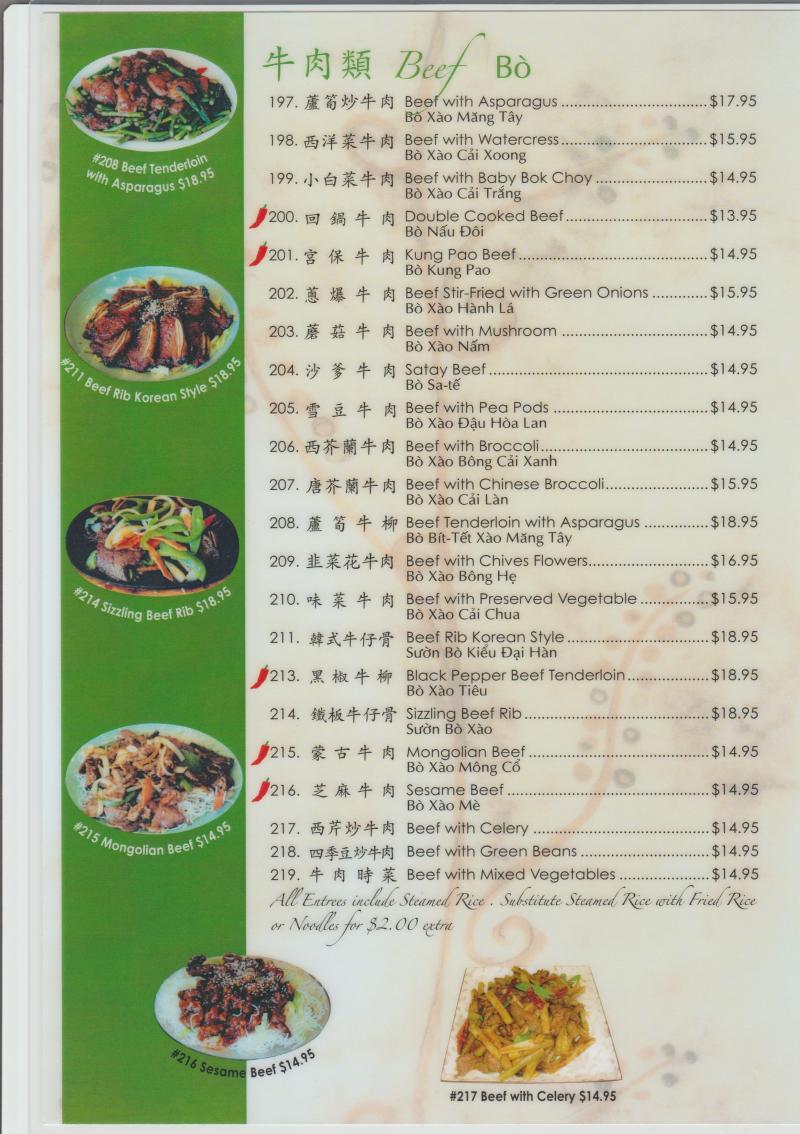 牛肉類 Beef Bò
197. 蘆筍炒牛肉 Beef with Asparagus ........ $17.95
Bò Xào Măng Tây
198. 西洋菜牛肉 Beef with Watercress ........ $15.95
Bò Xào Cải Xoong
199. 小白菜牛肉 Beef with Baby Bok Choy ........ $14.95
Bò Xào Cải Trắng
200. 回鍋牛肉 Double Cooked Beef ........ $13.95
Bò Nấu Đôi
201. 宮保牛肉 Kung Pao Beef ........ $14.95
Bò Kung Pao
202. 蔥爆牛肉 Beef Stir-Fried with Green Onions ........ $15.95
Bò Xào Hành Lá
203. 蘑菇牛肉 Beef with Mushroom ........ $14.95
Bò Xào Nấm
204. 沙爹牛肉 Satay Beef ........ $14.95
Bò Sa-tế
205. 雪豆牛肉 Beef with Pea Pods ........ $14.95
Bò Xào Đậu Hòa Lan
206. 西芥蘭牛肉 Beef with Broccoli ........ $14.95
Bò Xào Bông Cải Xanh
207. 唐芥蘭牛肉 Beef with Chinese Broccoli ........ $15.95
Bò Xào Cải Làn
208. 蘆筍牛柳 Beef Tenderloin with Asparagus ........ $18.95
Bò Bít-Tết Xào Măng Tây
209. 韭菜花牛肉 Beef with Chives Flowers ........ $16.95
Bò Xào Bông Hẹ
210. 味菜牛肉 Beef with Preserved Vegetable ........ $15.95
Bò Xào Cải Chua
211. 韓式牛仔骨 Beef Rib Korean Style ........ $18.95
Sườn Bò Kiểu Đại Hàn
213. 黑椒牛柳 Black Pepper Beef Tenderloin ........ $18.95
Bò Xào Tiêu
214. 鐵板牛仔骨 Sizzling Beef Rib ........ $18.95
Sườn Bò Xào
215. 蒙古牛肉 Mongolian Beef ........ $14.95
Bò Xào Mông Cổ
216. 芝麻牛肉 Sesame Beef ........ $14.95
Bò Xào Mè
217. 西芹炒牛肉 Beef with Celery ........ $14.95
218. 四季豆炒牛肉 Beef with Green Beans ........ $14.95
219. 牛肉時菜 Beef with Mixed Vegetables ........ $14.95
All Entrees include Steamed Rice . Substitute Steamed Rice with Fried Rice
or Noodles for $2.00 extra
#208 Beef Tenderloin
with Asparagus $18.95
#211 Beef Rib Korean Style $18.95
#214 Sizzling Beef Rib $18.95
#215 Mongolian Beef $14.95
#216 Sesame Beef $14.95
#217 Beef with Celery $14.95